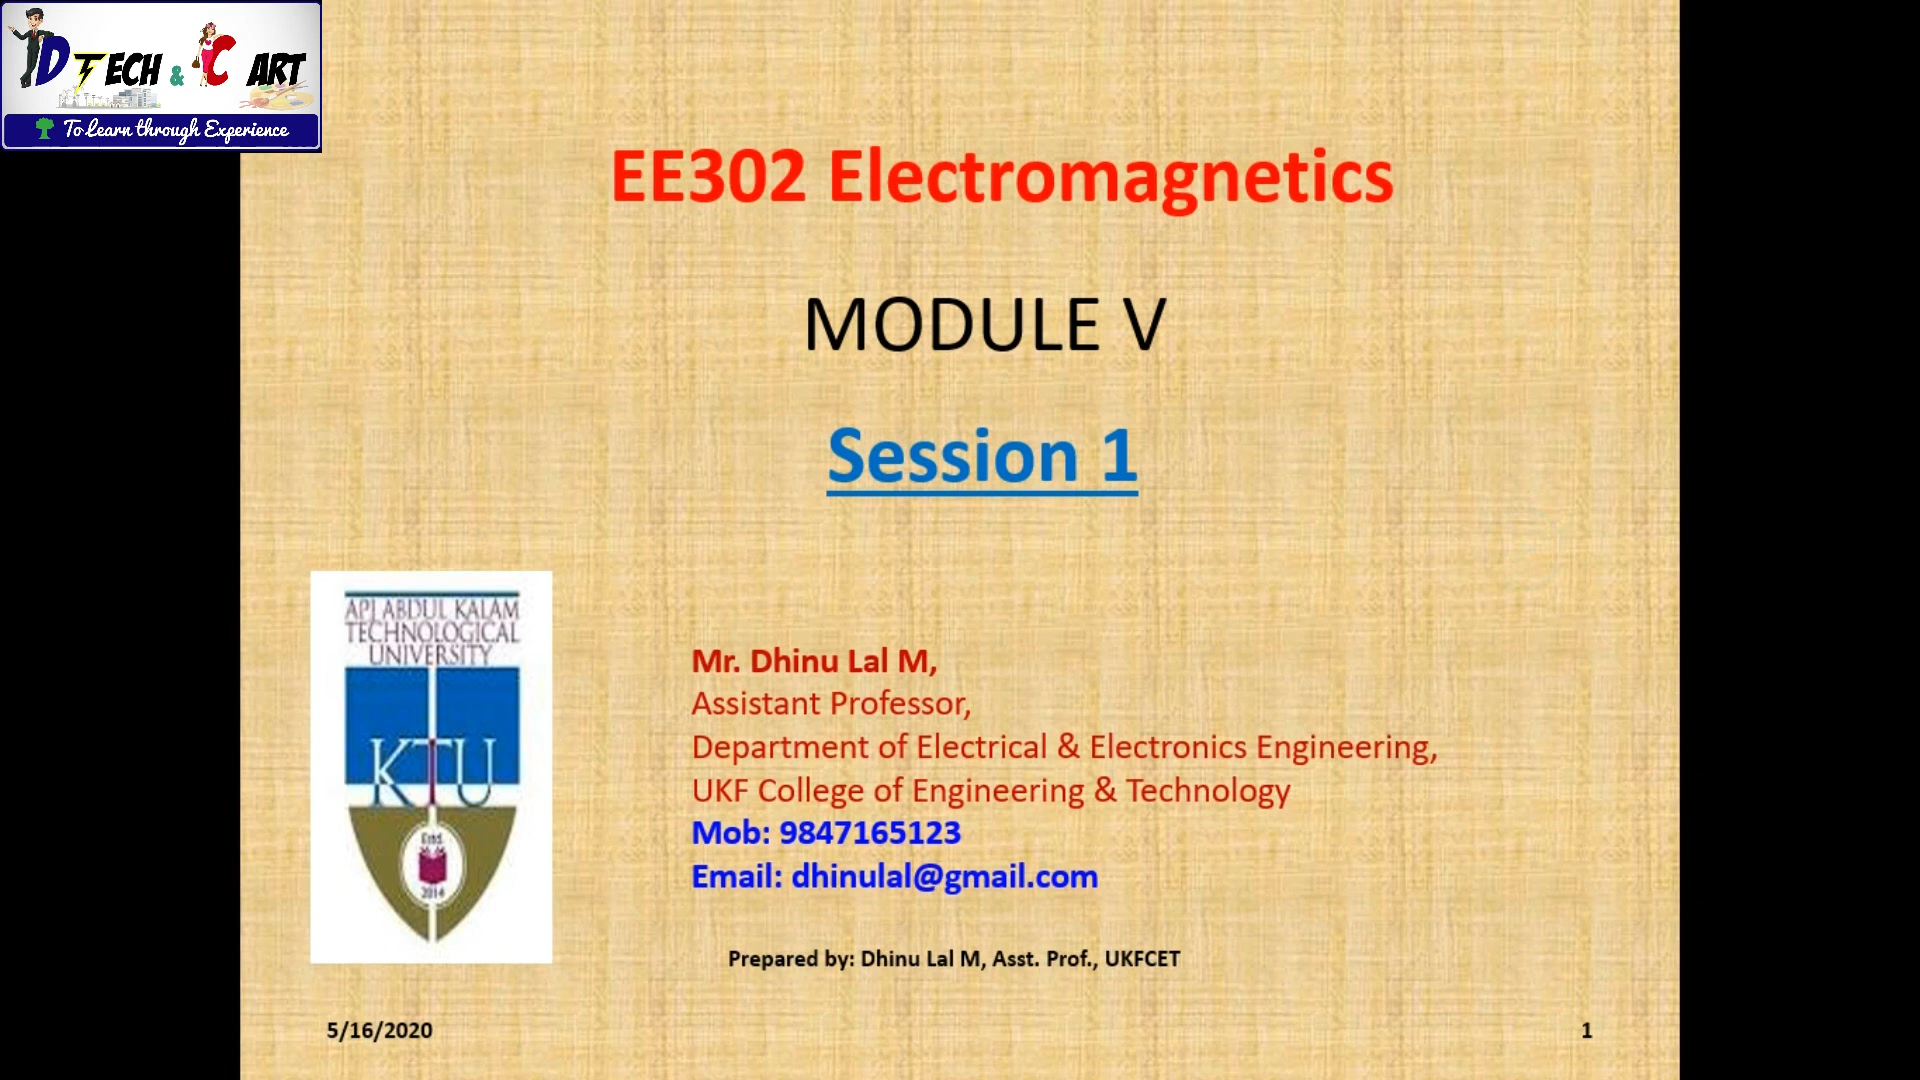 D TECH & C ART
To Learn through Experience
EE302 Electromagnetics
MODULE V
Session 1
APJ ABDUL KALAM
TECHNOLOGICAL
UNIVERSITY
KTU
Estd.
2014
Mr. Dhinu Lal M,
Assistant Professor,
Department of Electrical & Electronics Engineering,
UKF College of Engineering & Technology
Mob: 9847165123
Email: dhinulal@gmail.com
Prepared by: Dhinu Lal M, Asst. Prof., UKFCET
5/16/2020
1